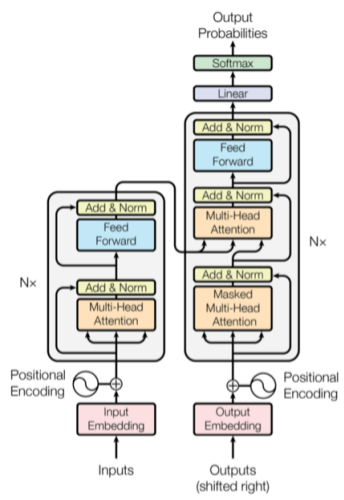 Output
Probabilities
Softmax
Linear
Add & Norm
Feed
Forward
Add & Norm
Multi-Head
Attention
Add & Norm
Masked
Multi-Head
Attention
Nx
Add & Norm
Feed
Forward
Add & Norm
Multi-Head
Attention
Nx
Positional
Encoding
Positional
Encoding
Input
Embedding
Output
Embedding
Inputs
Outputs
(shifted right)